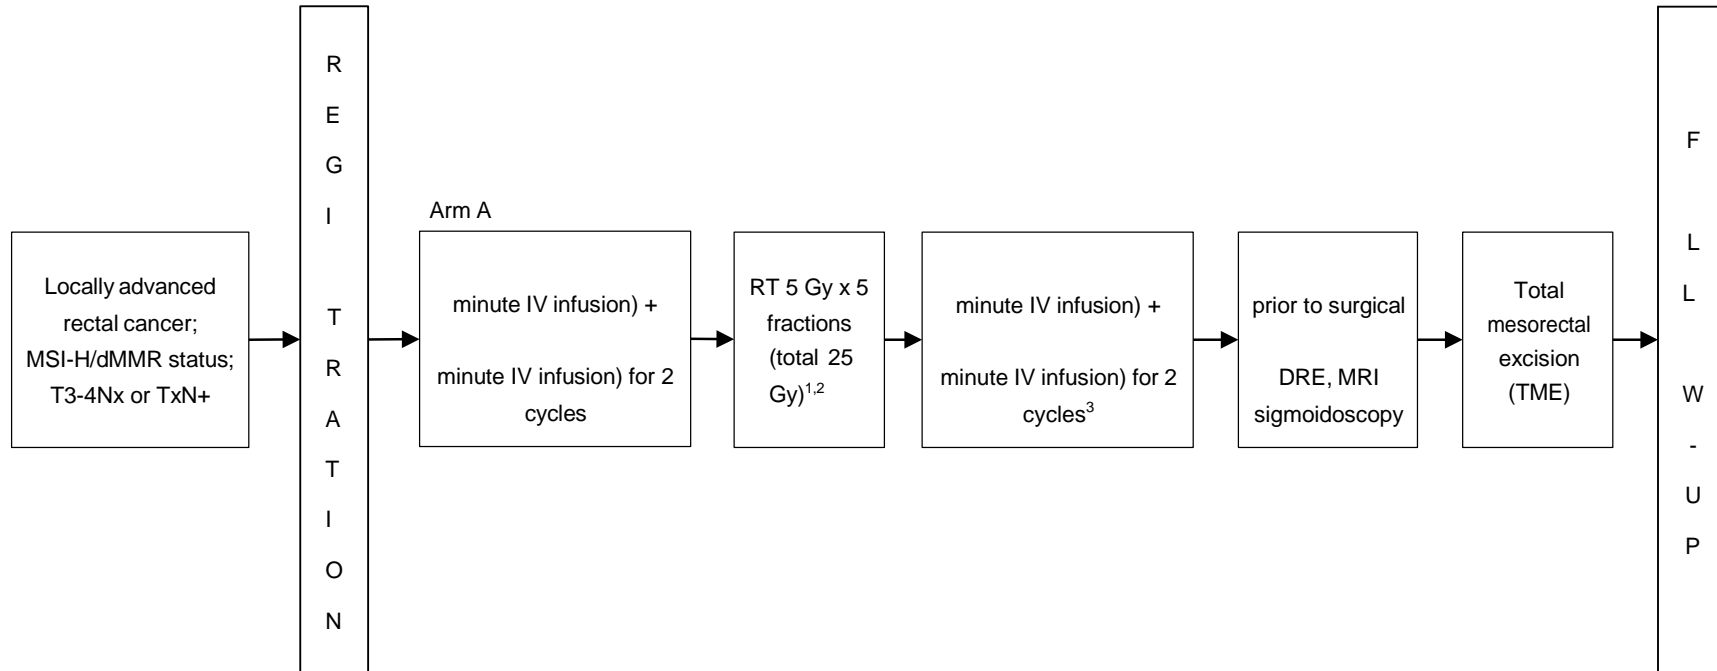 Locally advanced
rectal cancer;
MSI-H/dMMR status;
T3-4Nx or TxN+
R
E
G
I
T
R
A
T
I
O
N
Arm A
minute IV infusion) +
minute IV infusion) for 2
cycles
RT 5 Gy x 5
fractions
(total 25
Gy)1,2
minute IV infusion) +
minute IV infusion) for 2
cycles3
prior to surgical
DRE, MRI
sigmoidoscopy
Total
mesorectal
excision
(TME)
F
L
L
W
-
U
P